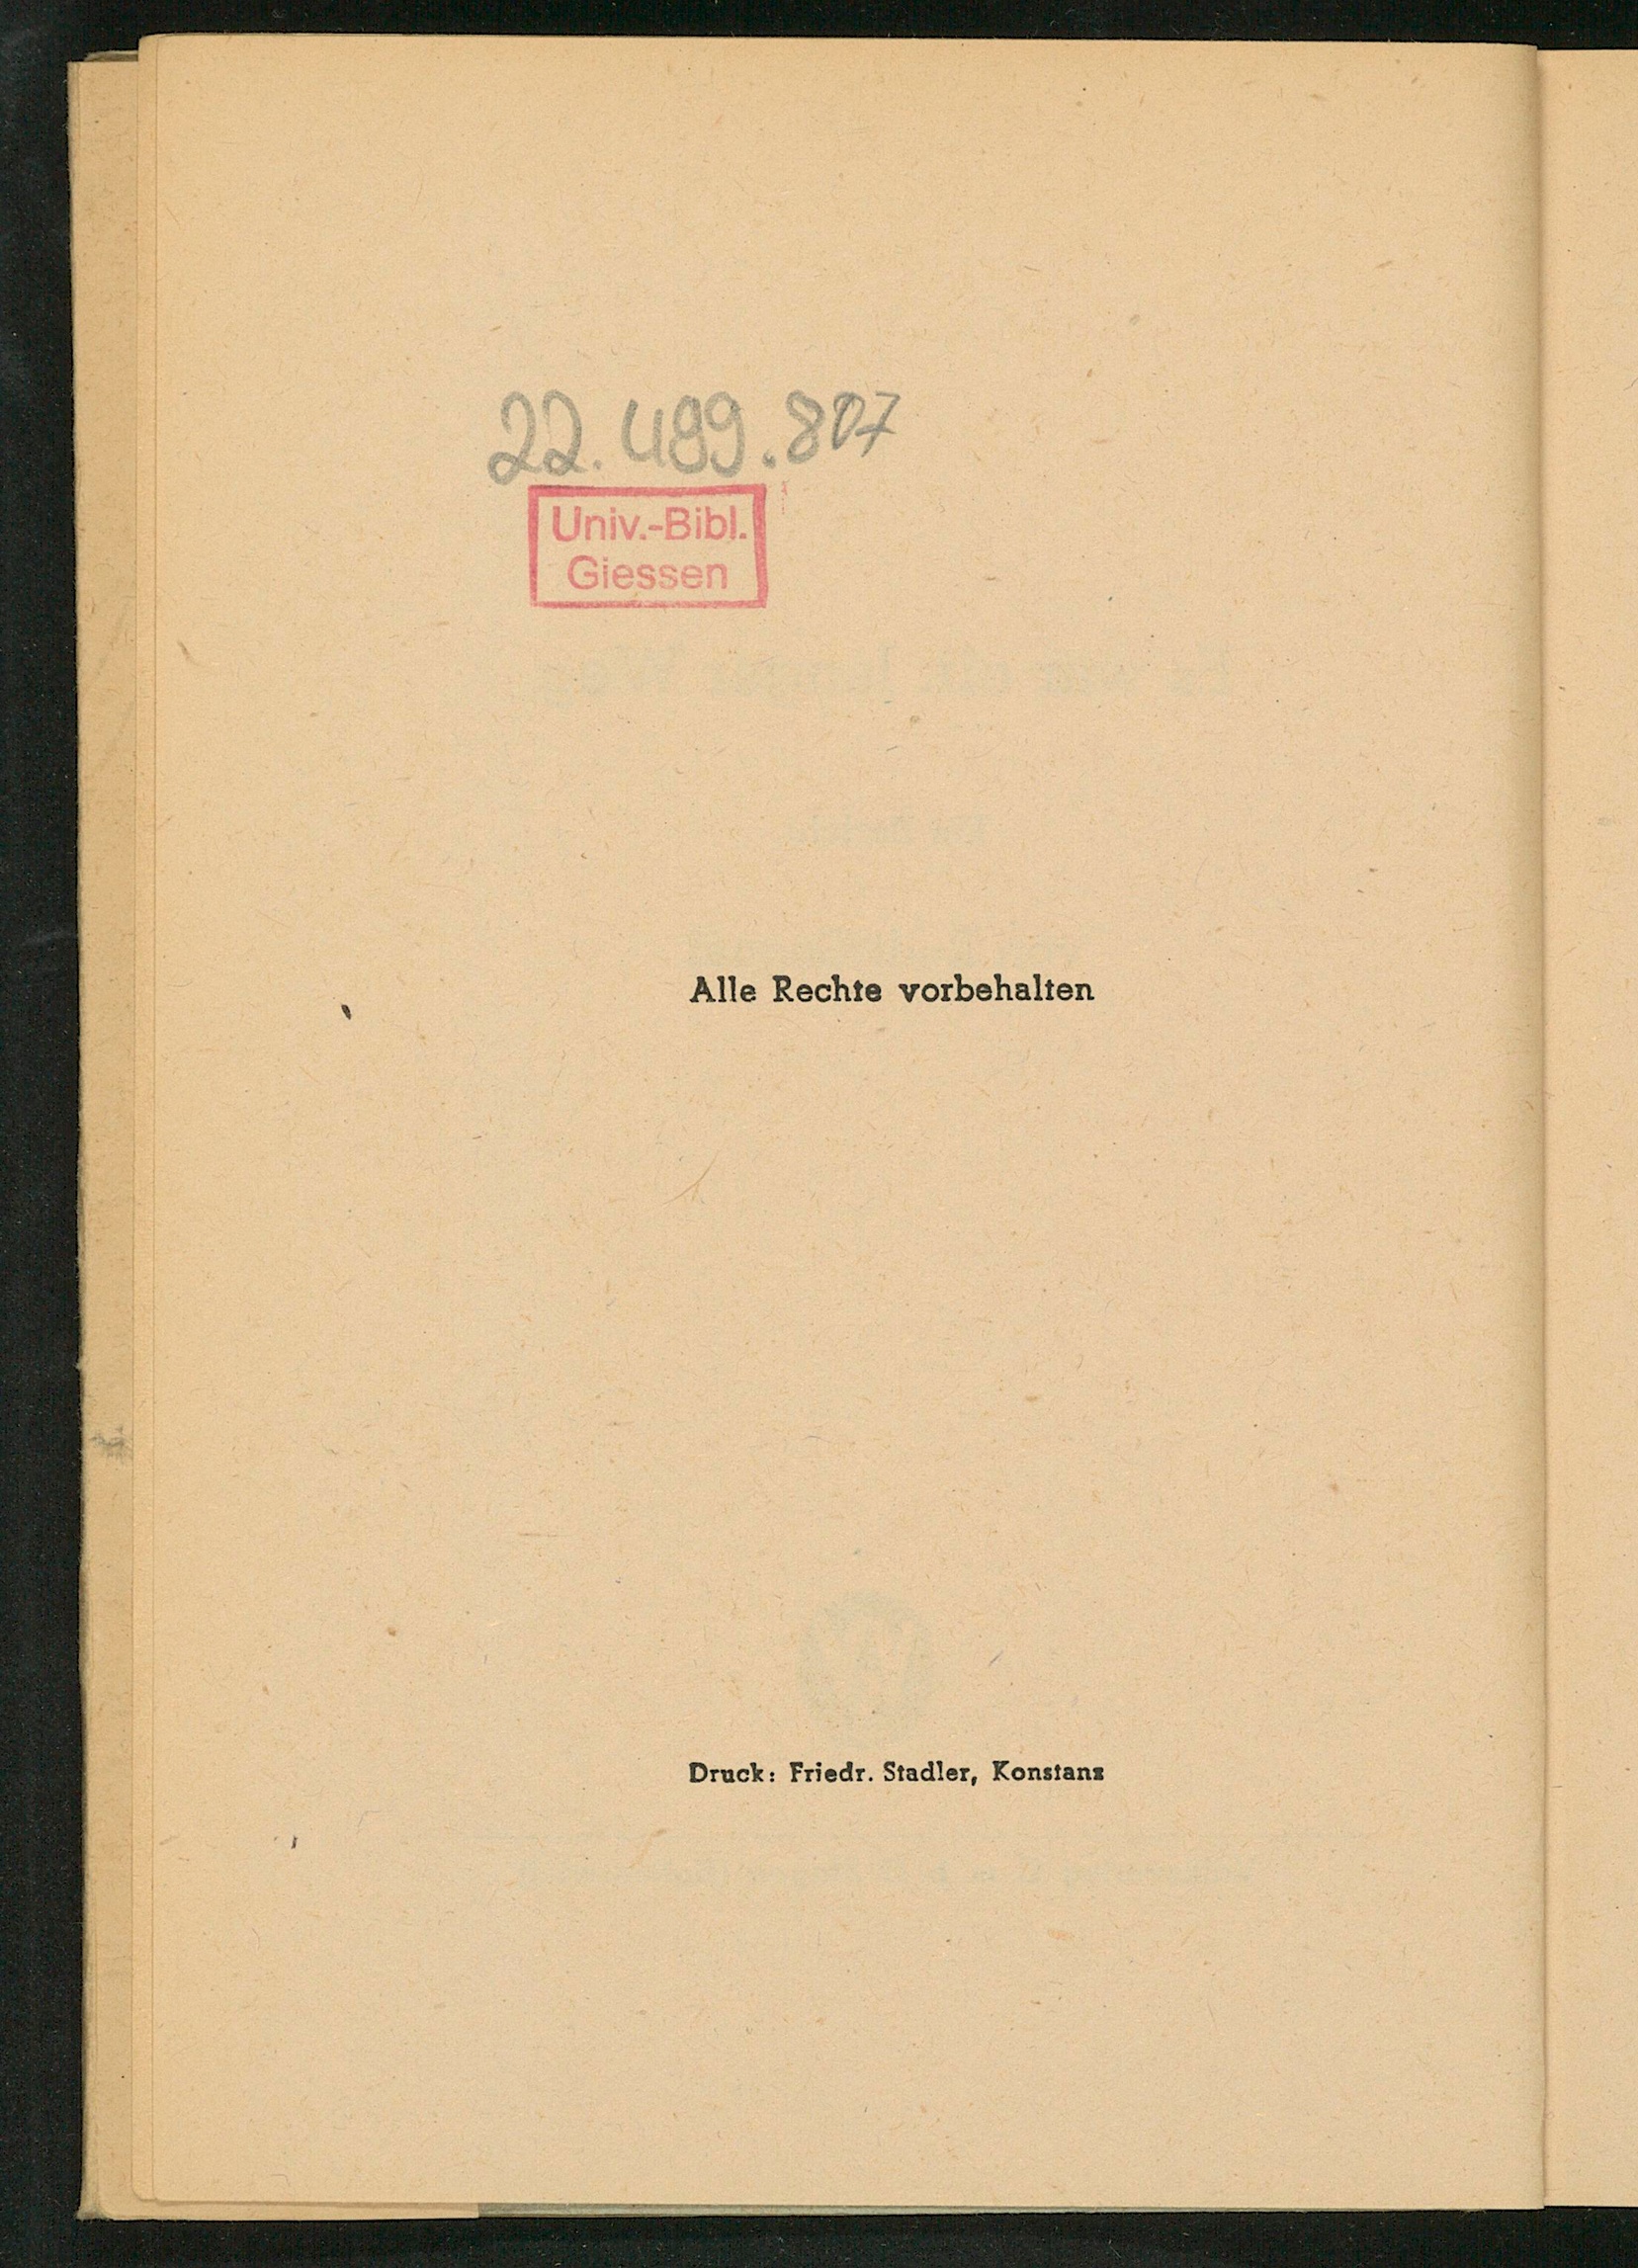 22.489.807
Univ.-Bibl.
Giessen
Alle Rechte vorbehalten
Druck: Friedr. Stadler, Konstanz